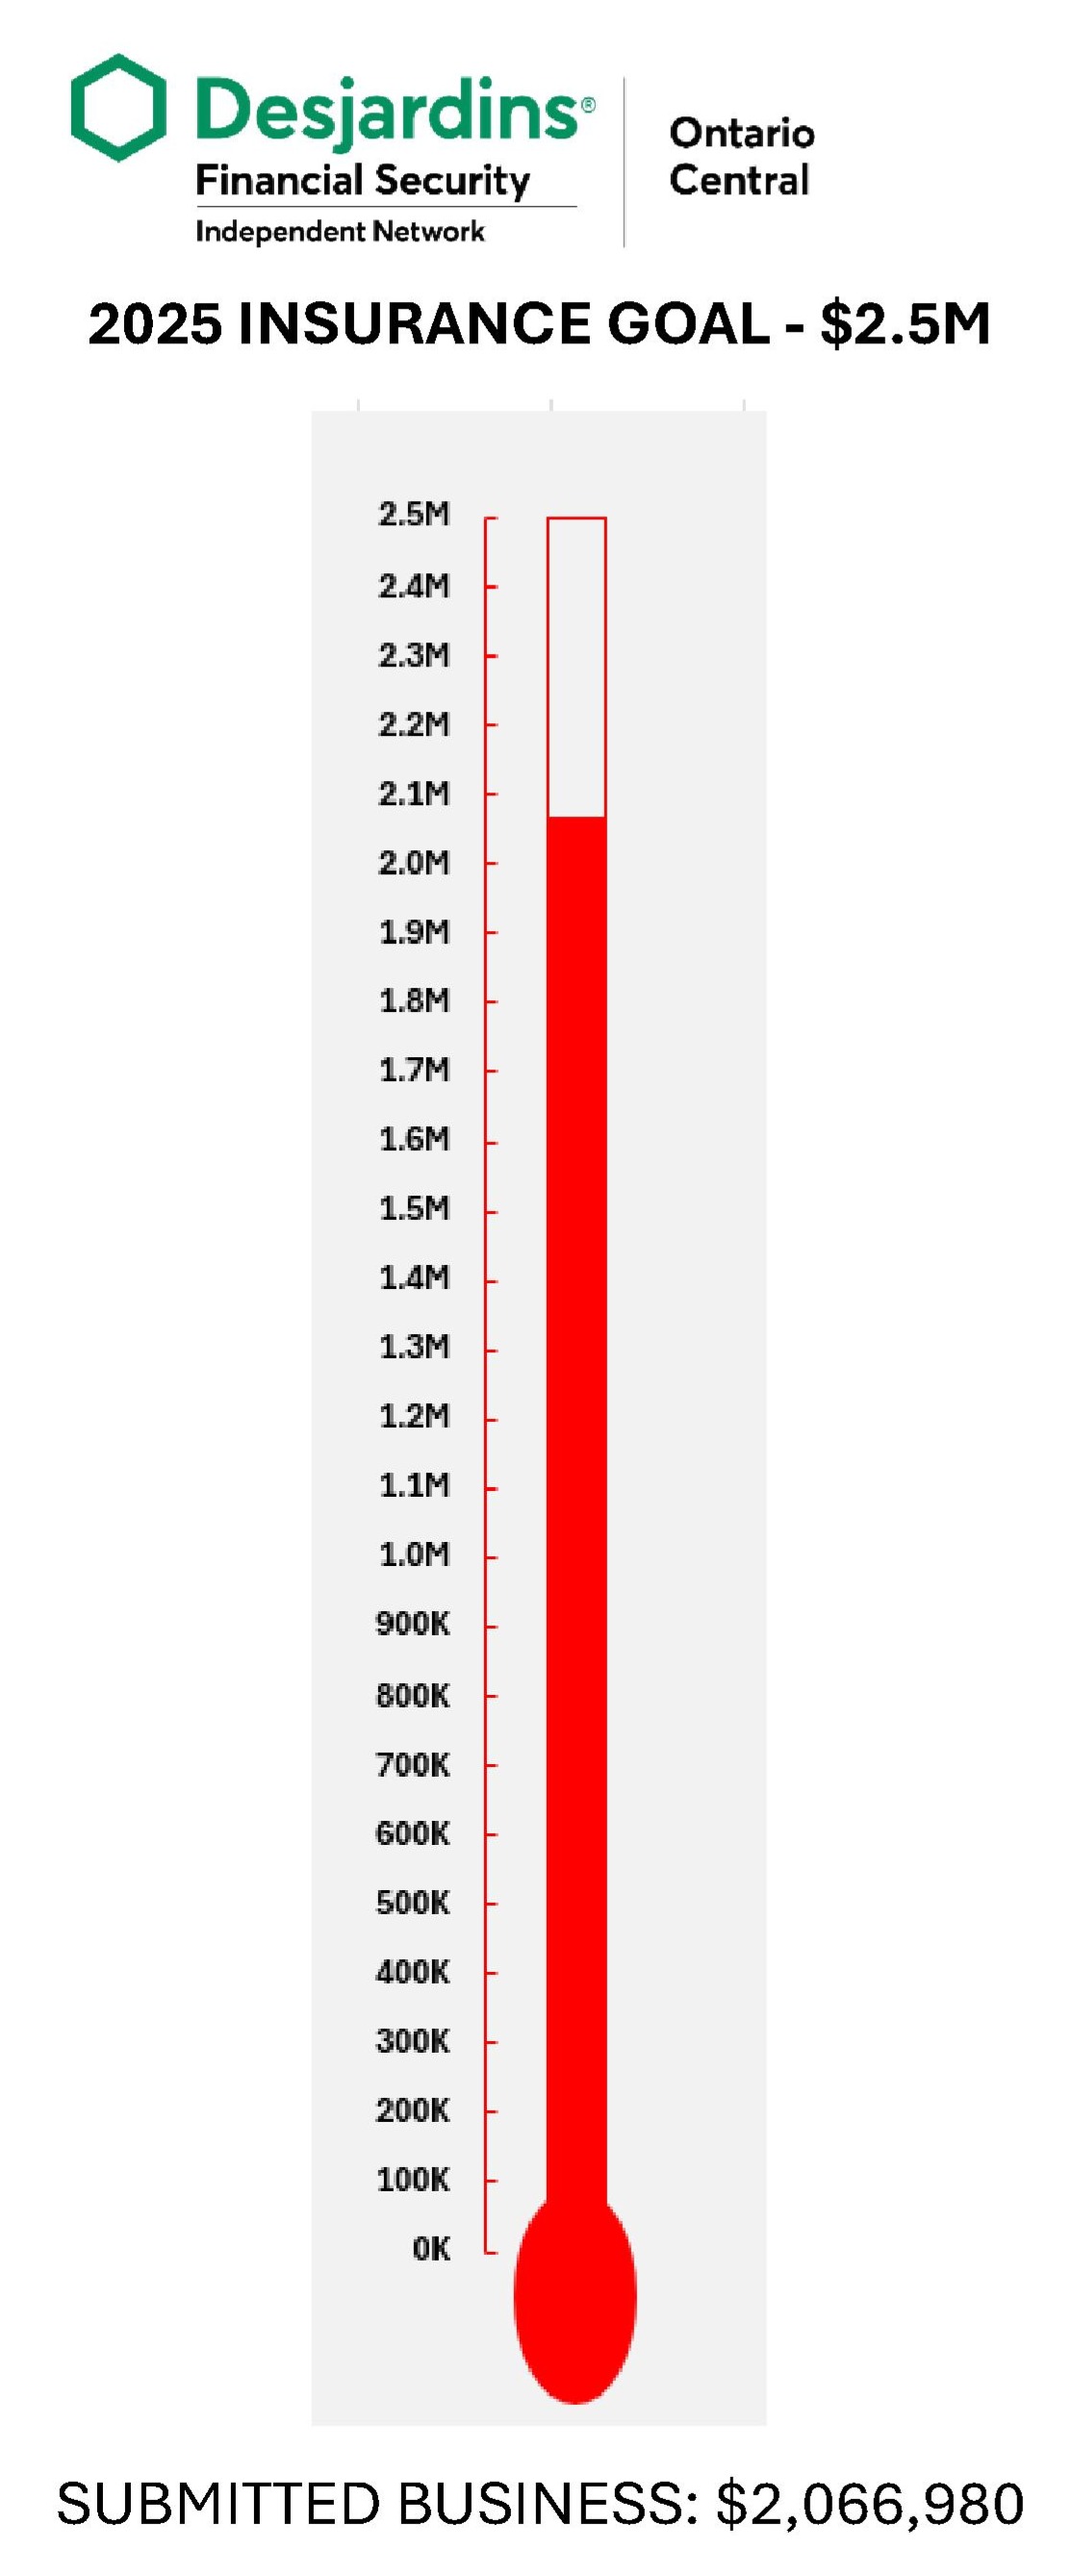 Desjardins®
Financial Security
Independent Network
Ontario
Central
2025 INSURANCE GOAL - $2.5M
2.5M
2.4M
2.3M
2.2M
2.1M
2.0M
1.9M
1.8M
1.7M
1.6M
1.5M
1.4M
1.3M
1.2M
1.1M
1.0M
900K
800K
700K
600K
500K
400K
300K
200K
100K
0K
SUBMITTED BUSINESS: $2,066,980